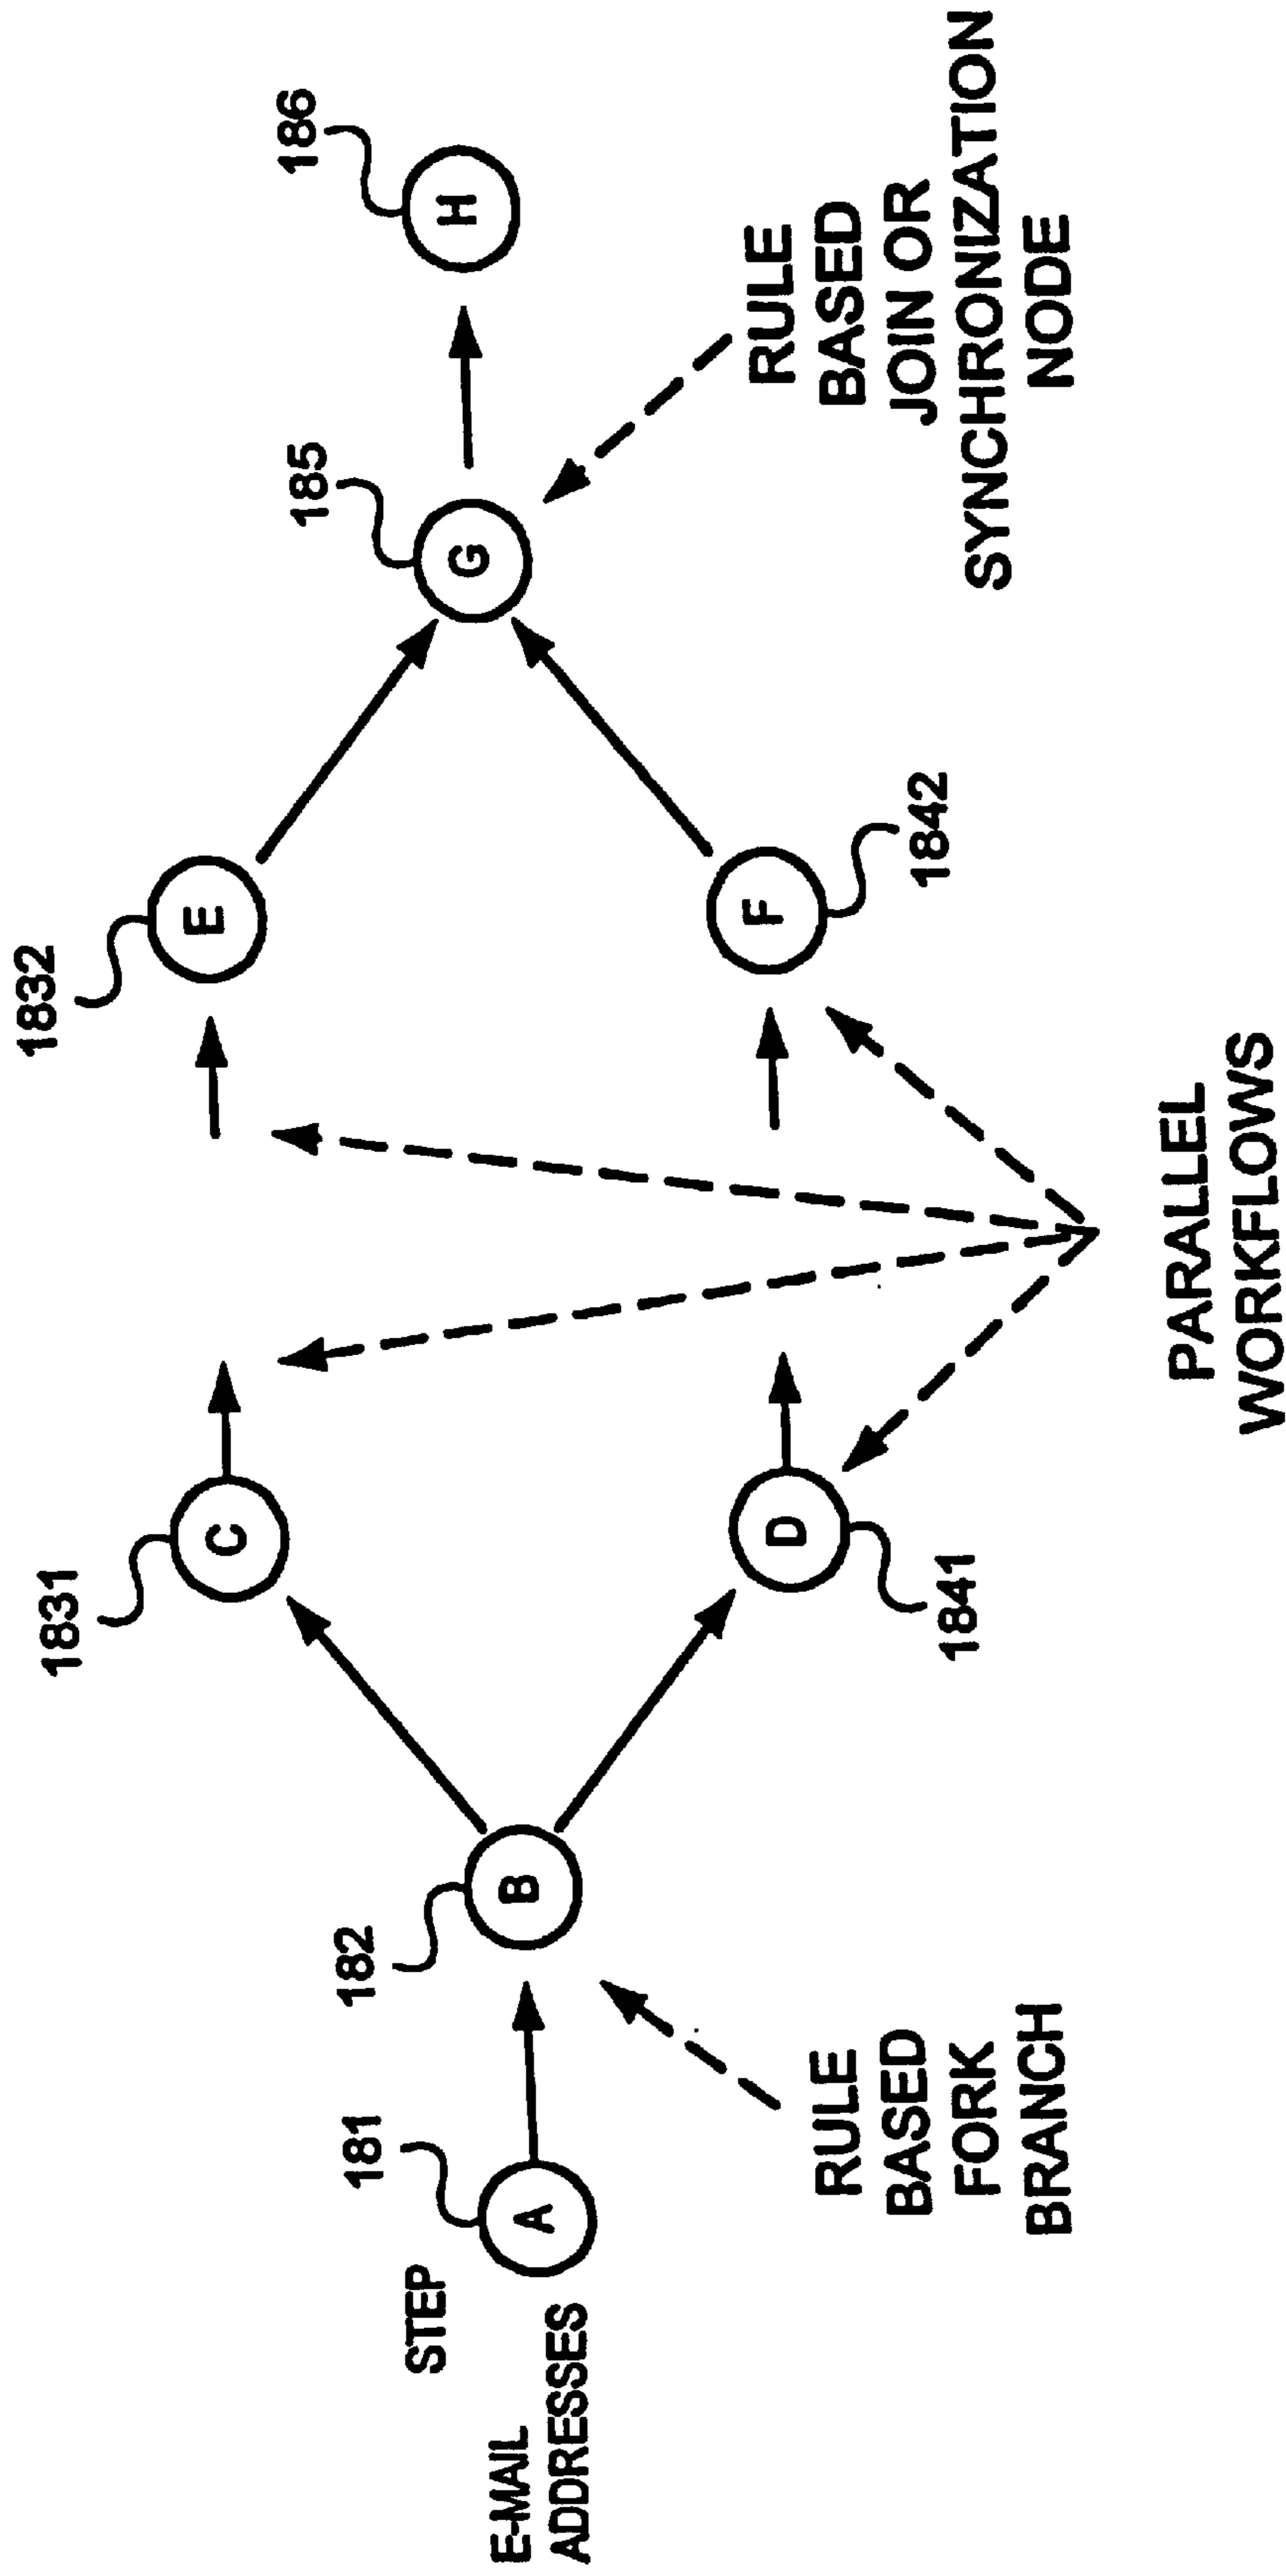 STEP
181
182
1831
1832
185
186
E-MAIL
ADDRESSES
A
B
C
D
E
F
G
H
1841
1842
RULE
BASED
FORK
BRANCH
PARALLEL
WORKFLOWS
RULE
BASED
JOIN OR
SYNCHRONIZATION
NODE